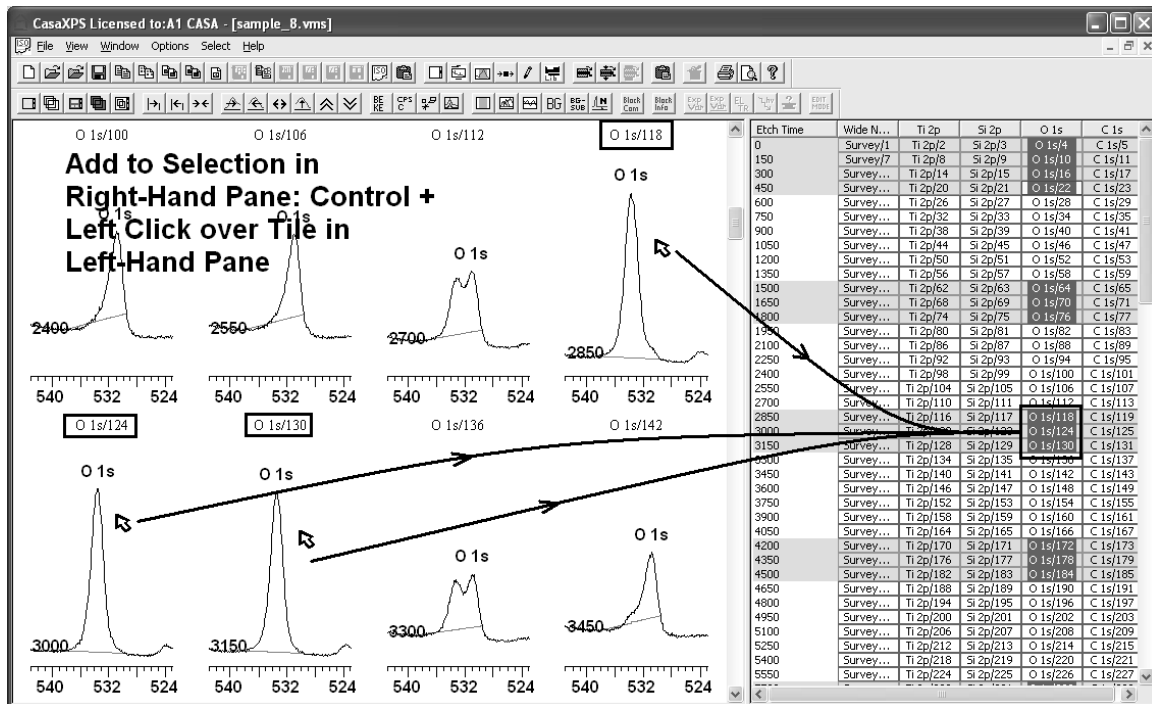 CasaXPS Licensed to:A1 CASA - [sample_8.vms]
File View Window Options Select Help
O 1s/100 O 1s/106 O 1s/112 O 1s/118
Add to Selection in
Right-Hand Pane: Control +
Left Click over Tile in
Left-Hand Pane
O 1s O 1s O 1s O 1s
2400 2550 2700 2850
540 532 524 540 532 524 540 532 524 540 532 524
O 1s/124 O 1s/130 O 1s/136 O 1s/142
O 1s O 1s O 1s O 1s
3000 3150 3300 3450
540 532 524 540 532 524 540 532 524 540 532 524
Etch Time Wide N... Ti 2p Si 2p O 1s C 1s
0 Survey/1 Ti 2p/2 Si 2p/3 O 1s/4 C 1s/5
150 Survey/7 Ti 2p/8 Si 2p/9 O 1s/10 C 1s/11
300 Survey... Ti 2p/14 Si 2p/15 O 1s/16 C 1s/17
450 Survey... Ti 2p/20 Si 2p/21 O 1s/22 C 1s/23
600 Survey... Ti 2p/26 Si 2p/27 O 1s/28 C 1s/29
750 Survey... Ti 2p/32 Si 2p/33 O 1s/34 C 1s/35
900 Survey... Ti 2p/38 Si 2p/39 O 1s/40 C 1s/41
1050 Survey... Ti 2p/44 Si 2p/45 O 1s/46 C 1s/47
1200 Survey... Ti 2p/50 Si 2p/51 O 1s/52 C 1s/53
1350 Survey... Ti 2p/56 Si 2p/57 O 1s/58 C 1s/59
1500 Survey... Ti 2p/62 Si 2p/63 O 1s/64 C 1s/65
1650 Survey... Ti 2p/68 Si 2p/69 O 1s/70 C 1s/71
1800 Survey... Ti 2p/74 Si 2p/75 O 1s/76 C 1s/77
1950 Survey... Ti 2p/80 Si 2p/81 O 1s/82 C 1s/83
2100 Survey... Ti 2p/86 Si 2p/87 O 1s/88 C 1s/89
2250 Survey... Ti 2p/92 Si 2p/93 O 1s/94 C 1s/95
2400 Survey... Ti 2p/98 Si 2p/99 O 1s/100 C 1s/101
2550 Survey... Ti 2p/104 Si 2p/105 O 1s/106 C 1s/107
2700 Survey... Ti 2p/110 Si 2p/111 O 1s/112 C 1s/113
2850 Survey... Ti 2p/116 Si 2p/117 O 1s/118 C 1s/119
3000 Survey... O 1s/124 C 1s/125
3150 Survey... Ti 2p/128 Si 2p/129 O 1s/130 C 1s/131
3300 Survey... Ti 2p/134 Si 2p/135 O 1s/136 C 1s/137
3450 Survey... Ti 2p/140 Si 2p/141 O 1s/142 C 1s/143
3600 Survey... Ti 2p/146 Si 2p/147 O 1s/148 C 1s/149
3750 Survey... Ti 2p/152 Si 2p/153 O 1s/154 C 1s/155
3900 Survey... Ti 2p/158 Si 2p/159 O 1s/160 C 1s/161
4050 Survey... Ti 2p/164 Si 2p/165 O 1s/166 C 1s/167
4200 Survey... Ti 2p/170 Si 2p/171 O 1s/172 C 1s/173
4350 Survey... Ti 2p/176 Si 2p/177 O 1s/178 C 1s/179
4500 Survey... Ti 2p/182 Si 2p/183 O 1s/184 C 1s/185
4650 Survey... Ti 2p/188 Si 2p/189 O 1s/190 C 1s/191
4800 Survey... Ti 2p/194 Si 2p/195 O 1s/196 C 1s/197
4950 Survey... Ti 2p/200 Si 2p/201 O 1s/202 C 1s/203
5100 Survey... Ti 2p/206 Si 2p/207 O 1s/208 C 1s/209
5250 Survey... Ti 2p/212 Si 2p/213 O 1s/214 C 1s/215
5400 Survey... Ti 2p/218 Si 2p/219 O 1s/220 C 1s/221
5550 Survey... Ti 2p/224 Si 2p/225 O 1s/226 C 1s/227